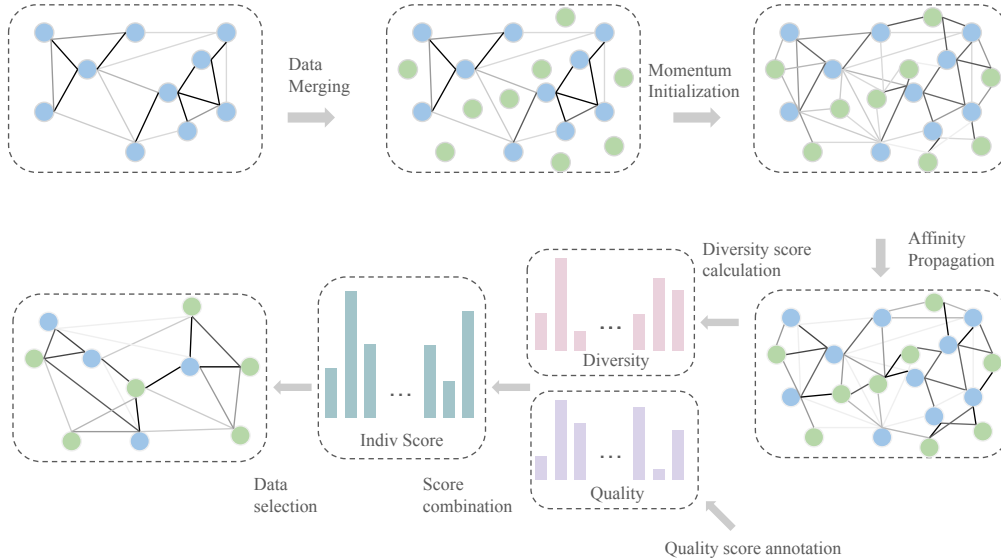 Data
Merging
Momentum
Initialization
Affinity
Propagation
Diversity score
calculation
...
Diversity
...
Quality
Quality score annotation
Score
combination
...
Indiv Score
Data
selection